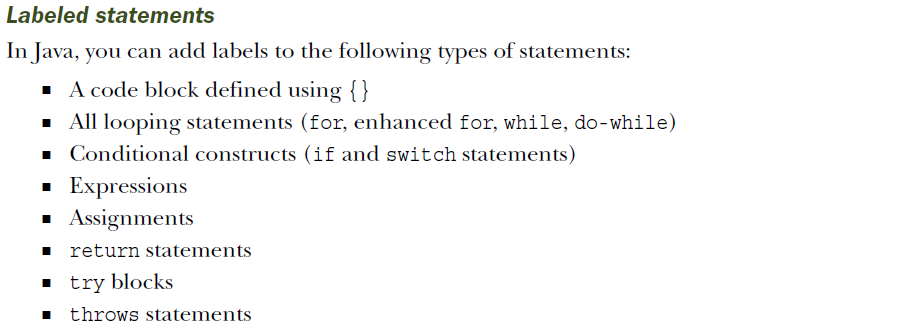 Labeled statements
In Java, you can add labels to the following types of statements:
■ A code block defined using {}
■ All looping statements (for, enhanced for, while, do-while)
■ Conditional constructs (if and switch statements)
■ Expressions
■ Assignments
■ return statements
■ try blocks
■ throws statements